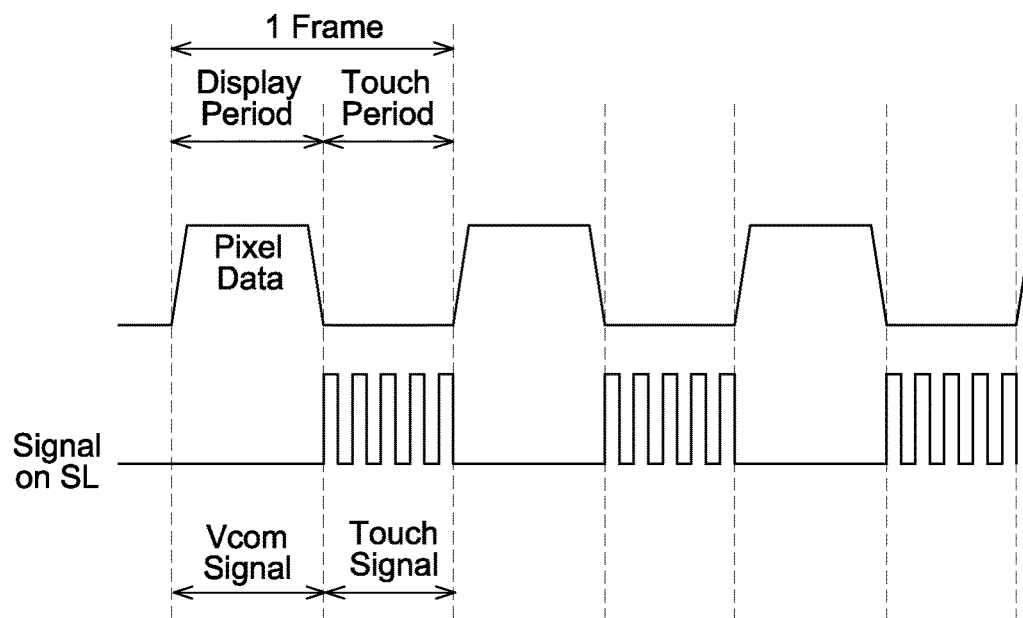 1 Frame
Display
Period
Touch
Period
Pixel
Data
Signal
on SL
Vcom
Signal
Touch
Signal